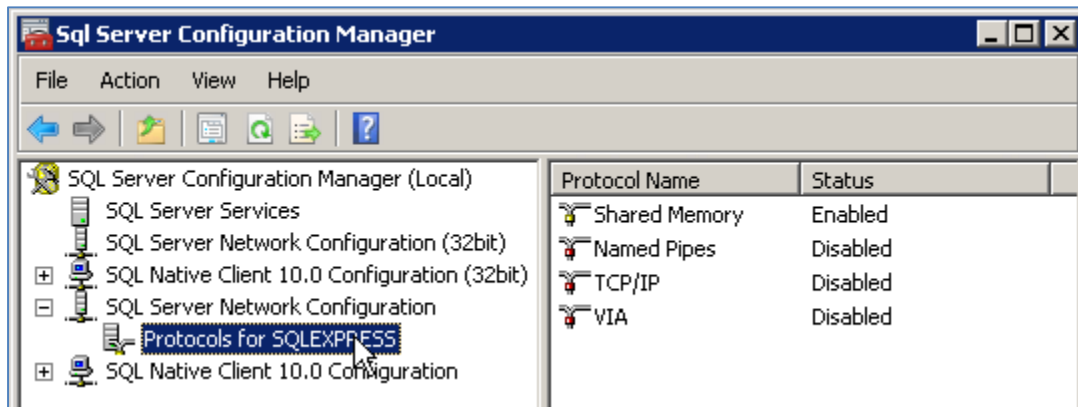 Sql Server Configuration Manager
File Action View Help
SQL Server Configuration Manager (Local)
SQL Server Services
SQL Server Network Configuration (32bit)
SQL Native Client 10.0 Configuration (32bit)
SQL Server Network Configuration
Protocols for SQLEXPRESS
SQL Native Client 10.0 Configuration
Protocol Name Status
Shared Memory Enabled
Named Pipes Disabled
TCP/IP Disabled
VIA Disabled